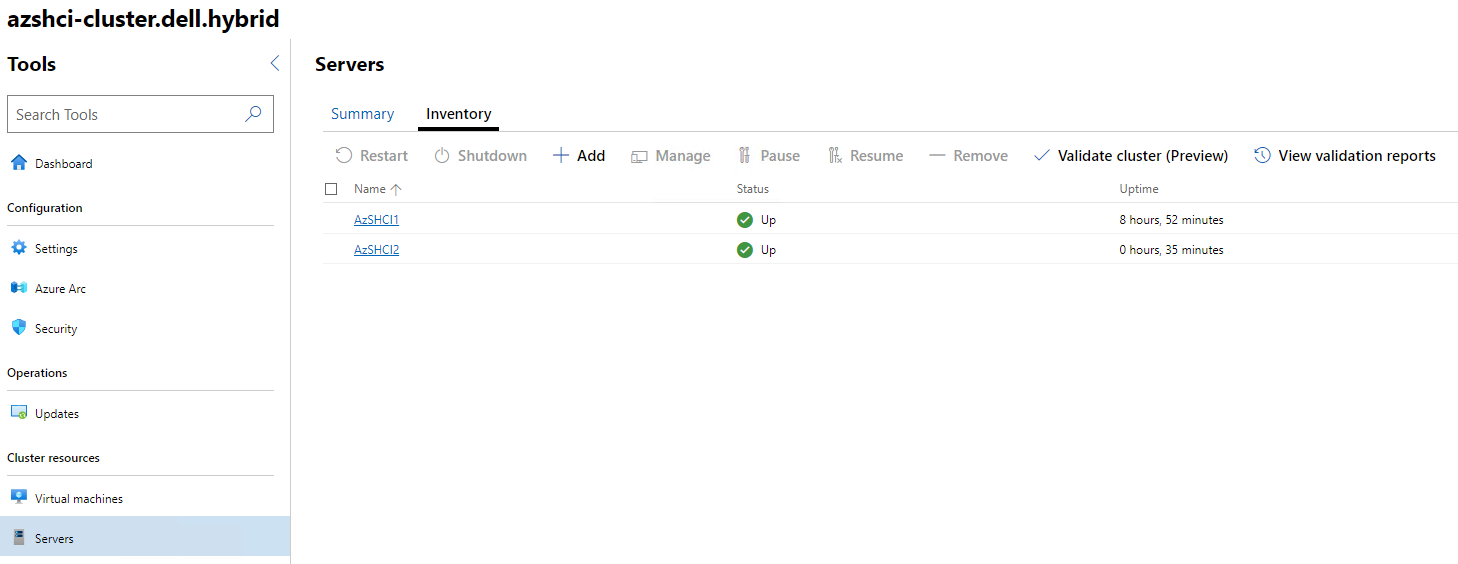 azshci-cluster.dell.hybrid
Tools
Search Tools
Dashboard
Configuration
Settings
Azure Arc
Security
Operations
Updates
Cluster resources
Virtual machines
Servers
Servers
Summary Inventory
Restart Shutdown Add Manage Pause Resume Remove Validate cluster (Preview) View validation reports
Name Status Uptime
AzSHCI1 Up 8 hours, 52 minutes
AzSHCI2 Up 0 hours, 35 minutes